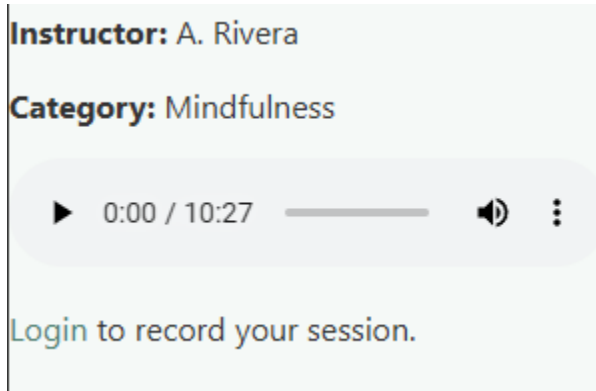 Instructor: A. Rivera
Category: Mindfulness
0:00 / 10:27
Login to record your session.